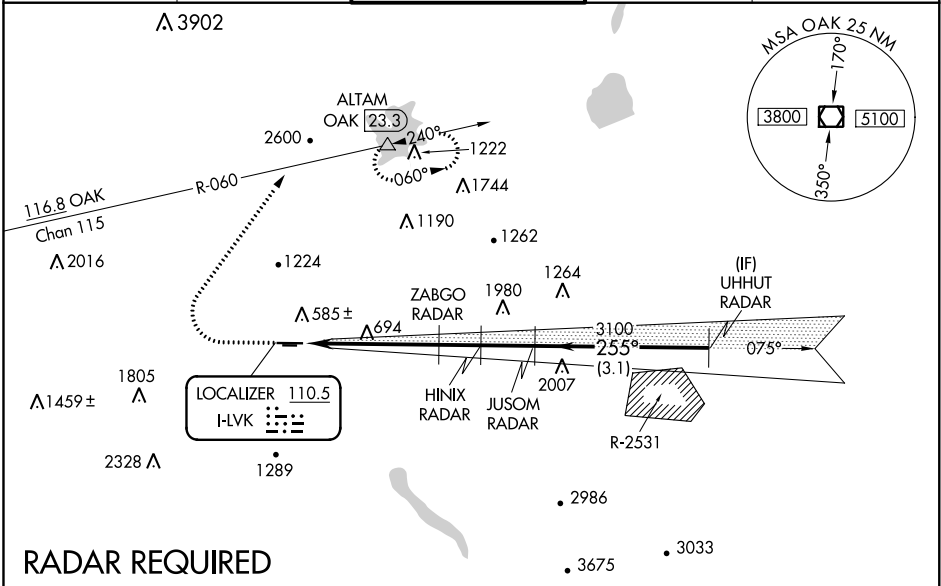 3902
MSA OAK 25 NM
170°
3800
5100
350°
ALTAM
OAK 23.3
2600
240°
1222
060°
1744
R-060
116.8 OAK
Chan 115
1190
1262
2016
1224
1264
(IF)
UHHUT
RADAR
ZABGO
RADAR
1980
585 ±
694
3100
255°
075°
(3.1)
2007
HINIX
RADAR
JUSOM
RADAR
1805
1459 ±
LOCALIZER 110.5
I-LVK
R-2531
2328
1289
2986
3033
3675
RADAR REQUIRED